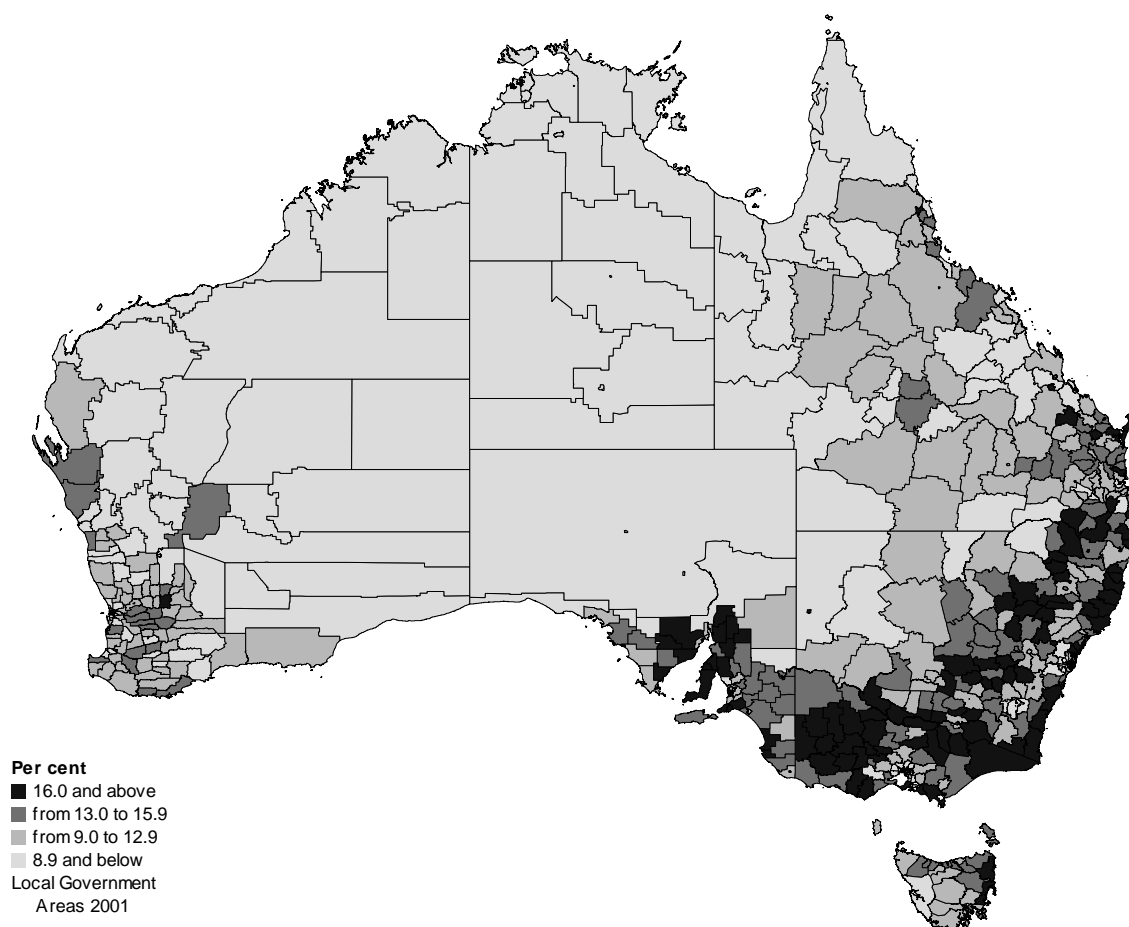 Per cent
16.0 and above
from 13.0 to 15.9
from 9.0 to 12.9
8.9 and below
Local Government
Areas 2001